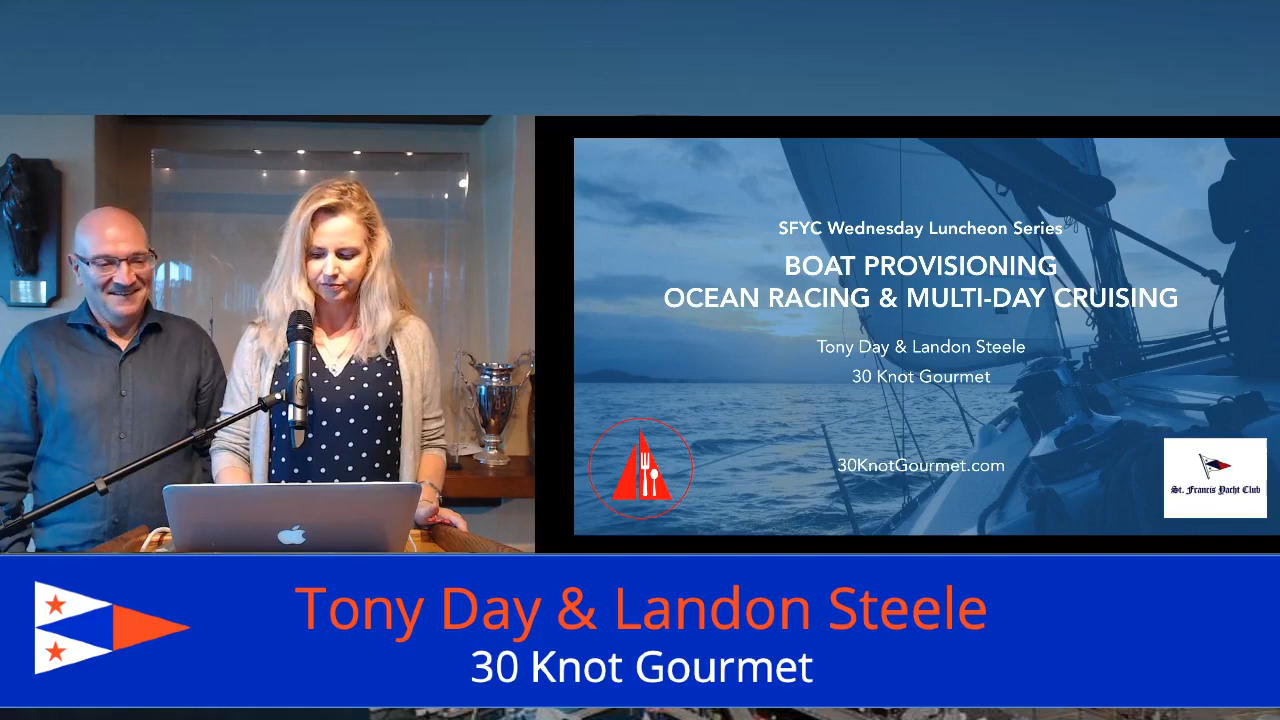 SFYC Wednesday Luncheon Series
BOAT PROVISIONING
OCEAN RACING & MULTI-DAY CRUISING
Tony Day & Landon Steele
30 Knot Gourmet
30KnotGourmet.com
St. Francis Yacht Club
Tony Day & Landon Steele
30 Knot Gourmet